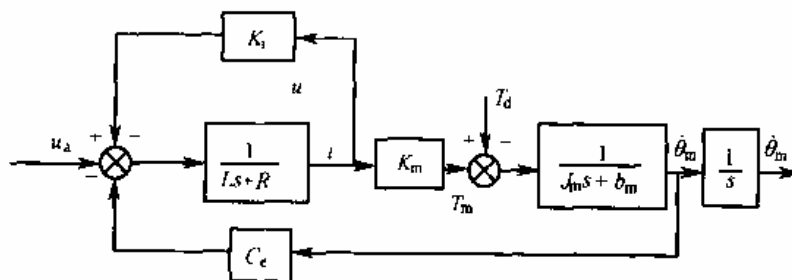 K_i
u
T_d
u_a
+
−
−
1
Ls+R
i
K_m
T_m
+
−
1
J_m s + b_m
θ̇_m
1
s
θ̇_m
C_e